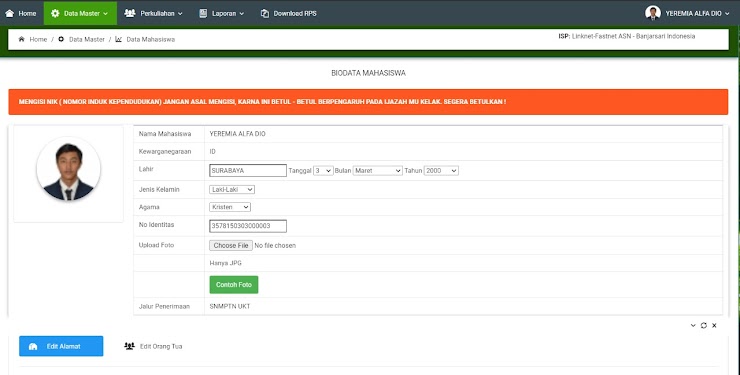 Home Data Master Perkuliahan Laporan Download RPS YEREMIA ALFA DIO
Home / Data Master / Data Mahasiswa ISP: Linknet-Fastnet ASN - Banjarsari Indonesia
BIODATA MAHASISWA
MENGISI NIK ( NOMOR INDUK KEPENDUDUKAN) JANGAN ASAL MENGISI, KARNA INI BETUL - BETUL BERPENGARUH PADA IJAZAH MU KELAK. SEGERA BETULKAN !
Nama Mahasiswa YEREMIA ALFA DIO
Kewarganegaraan ID
Lahir SURABAYA Tanggal 3 Bulan Maret Tahun 2000
Jenis Kelamin Laki-Laki
Agama Kristen
No Identitas 3578150303000003
Upload Foto Choose File No file chosen
Hanya JPG
Contoh Foto
Jalur Penerimaan SNMPTN UKT
Edit Alamat Edit Orang Tua